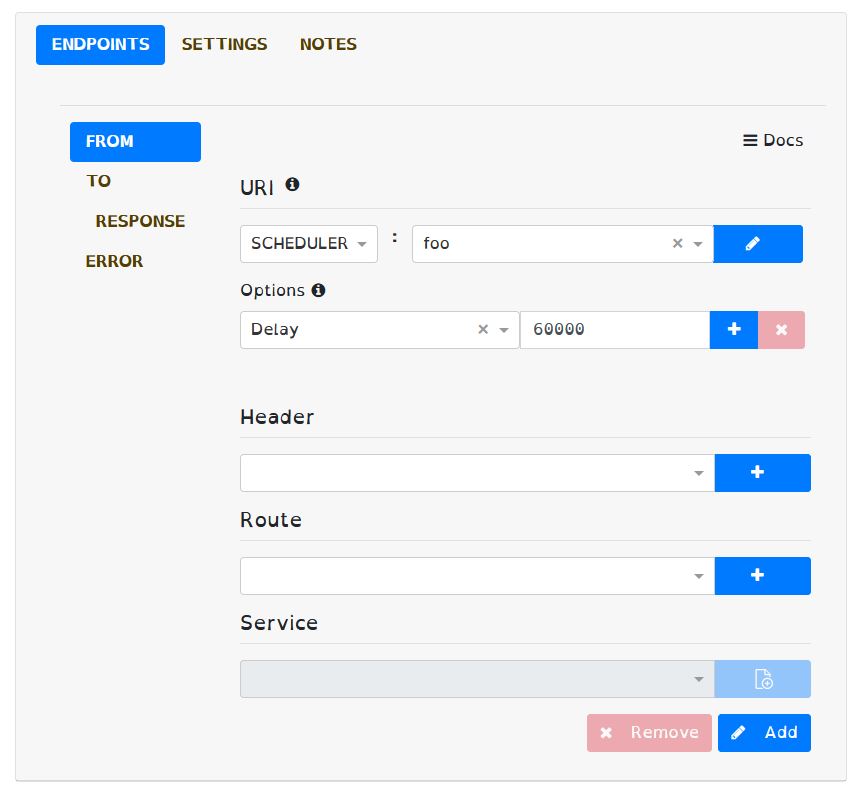 ENDPOINTS SETTINGS NOTES
FROM
Docs
TO
URI
RESPONSE
SCHEDULER : foo
ERROR
Options
Delay 60000
Header
Route
Service
Remove Add